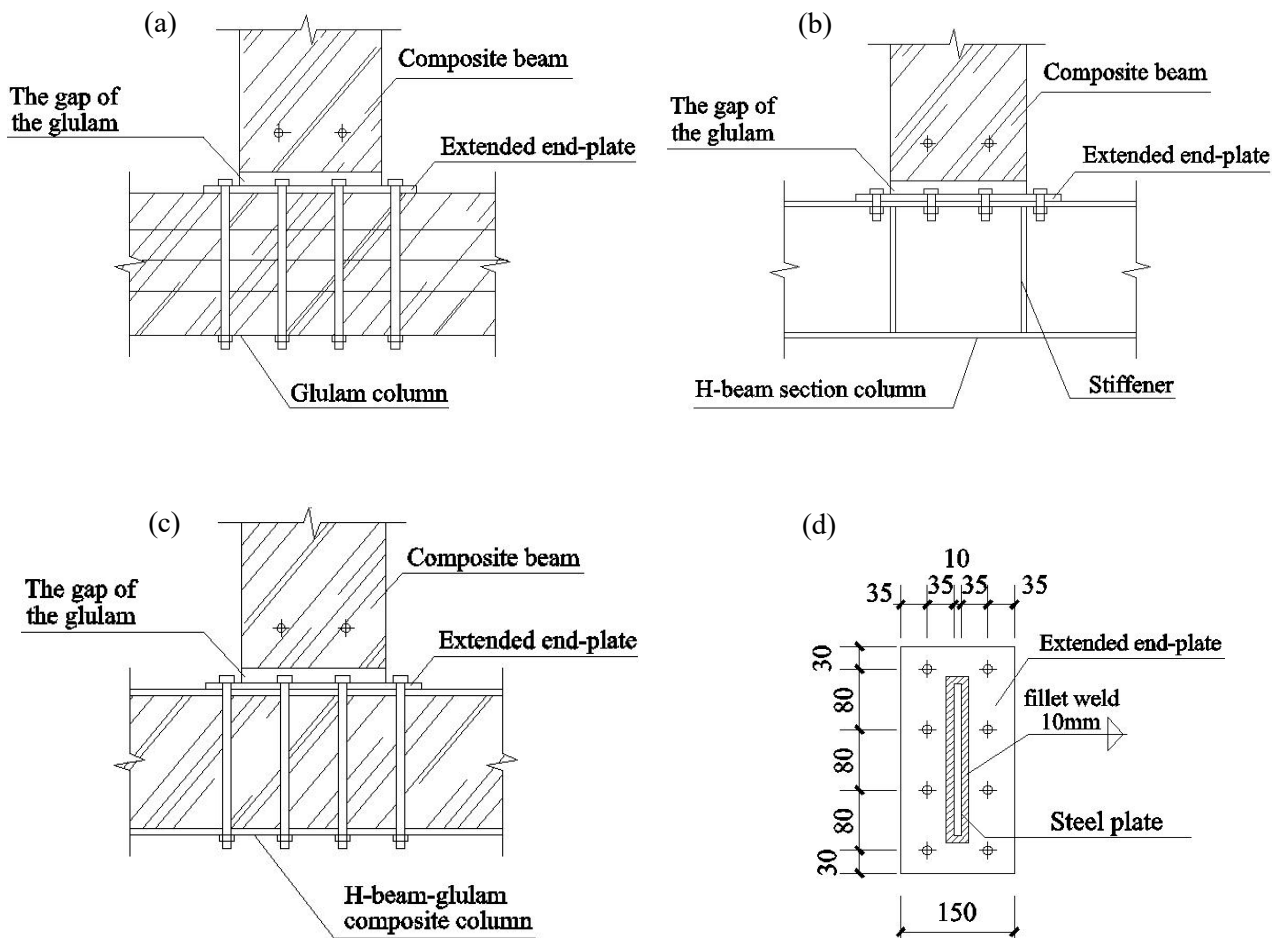 (a)
Composite beam
The gap of
the glulam
Extended end-plate
Glulam column
(b)
Composite beam
The gap of
the glulam
Extended end-plate
H-beam section column
Stiffener
(c)
Composite beam
The gap of
the glulam
Extended end-plate
H-beam-glulam
composite column
(d)
10
35 35 35 35
Extended end-plate
30
80
fillet weld
10mm
80
80
Steel plate
30
150